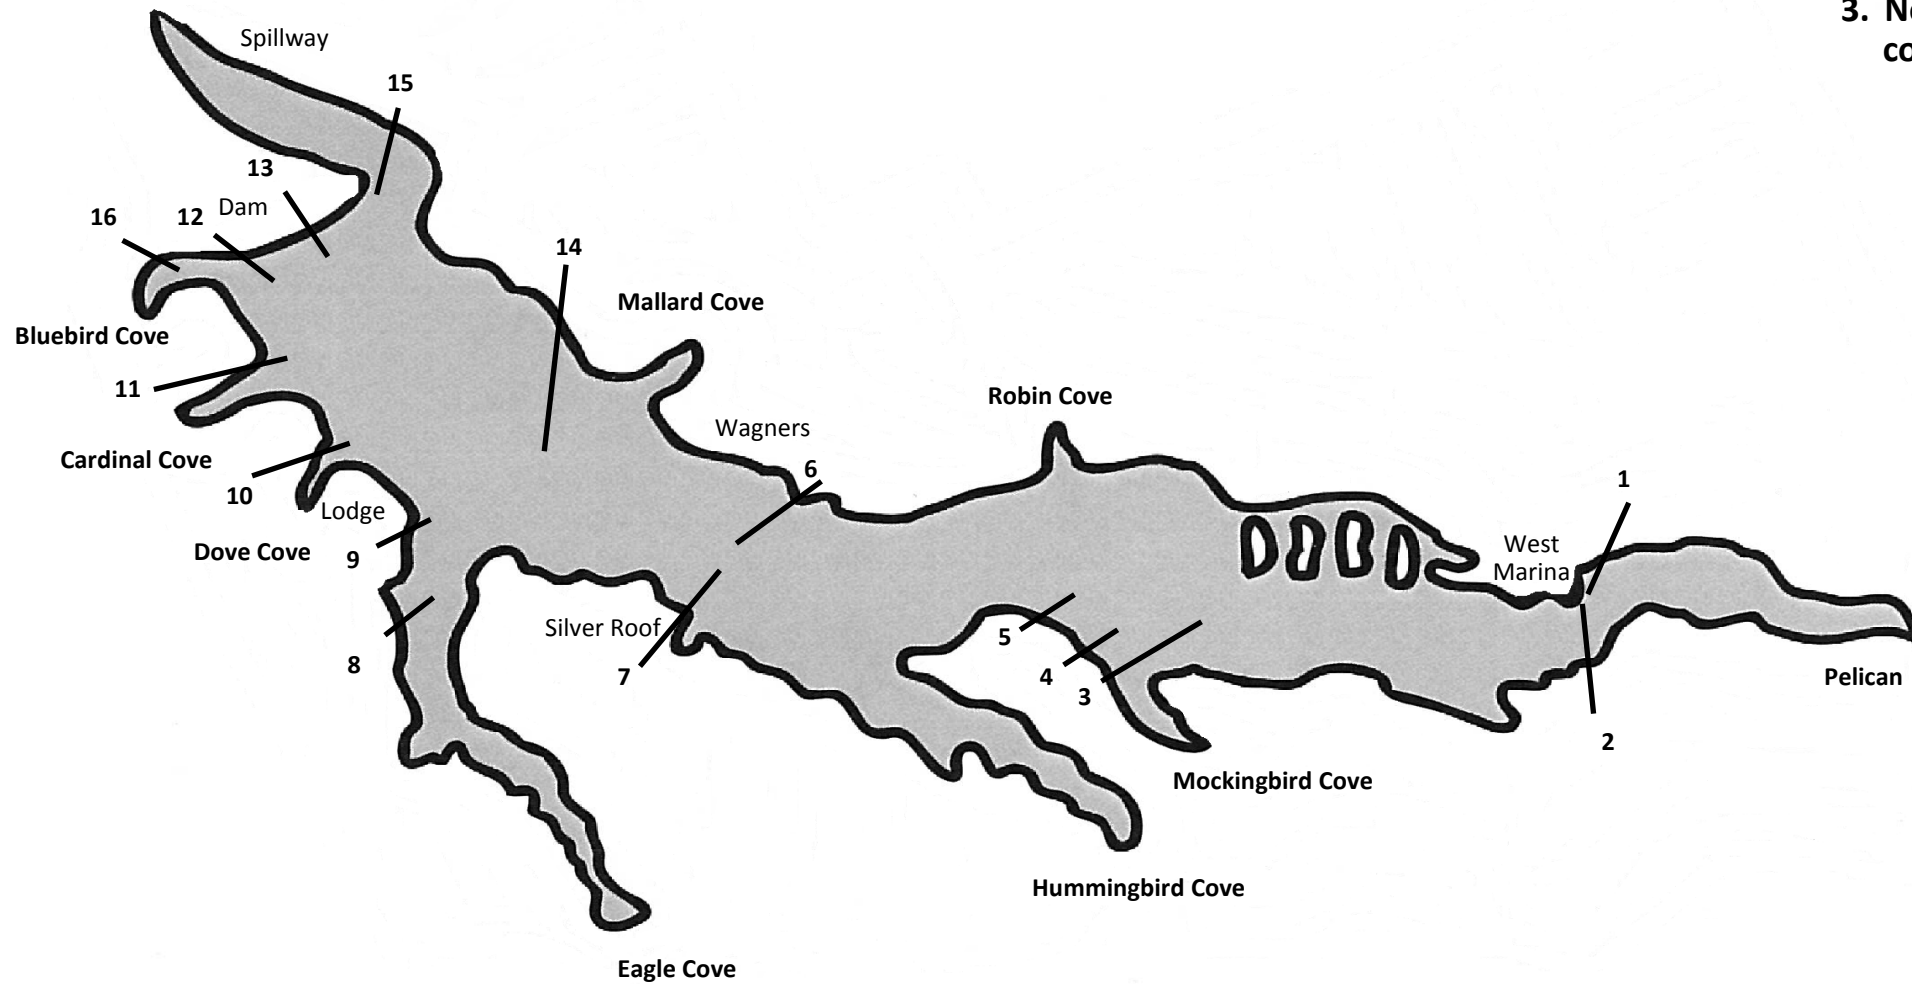 3. N
co
Spillway
15
13
Dam
12
16
14
Mallard Cove
Bluebird Cove
11
Robin Cove
Wagners
Cardinal Cove
6
10
1
Lodge
Dove Cove
9
West
Marina
Silver Roof
5
8
7
4
3
Pelican
2
Mockingbird Cove
Hummingbird Cove
Eagle Cove